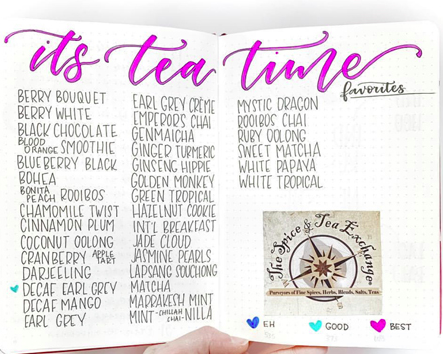 its tea time
favorites
BERRY BOUQUET
BERRY WHITE
BLACK CHOCOLATE
BLOOD ORANGE SMOOTHIE
BLUEBERRY BLACK
BOHEA
BONITA PEACH ROOIBOS
CHAMOMILE TWIST
CINNAMON PLUM
COCONUT OOLONG
CRANBERRY APPLE TART
DARJEELING
DECAF EARL GREY
DECAF MANGO
EARL GREY
EARL GREY CRÈME
EMPERORS CHAI
GENMAICHA
GINGER TURMERIC
GINSENG HIPPIE
GOLDEN MONKEY
GREEN TROPICAL
HAZELNUT COOKIE
INT'L BREAKFAST
JADE CLOUD
JASMINE PEARLS
LAPSANG SOUCHONG
MATCHA
MARRAKESH MINT
MINT-CHILLAH CHAI-NILLA
MYSTIC DRAGON
ROOIBOS CHAI
RUBY OOLONG
SWEET MATCHA
WHITE PAPAYA
WHITE TROPICAL
The Spice & Tea Exchange
Purveyors of Fine Spices, Herbs, Blends, Salts, Teas
EH GOOD BEST